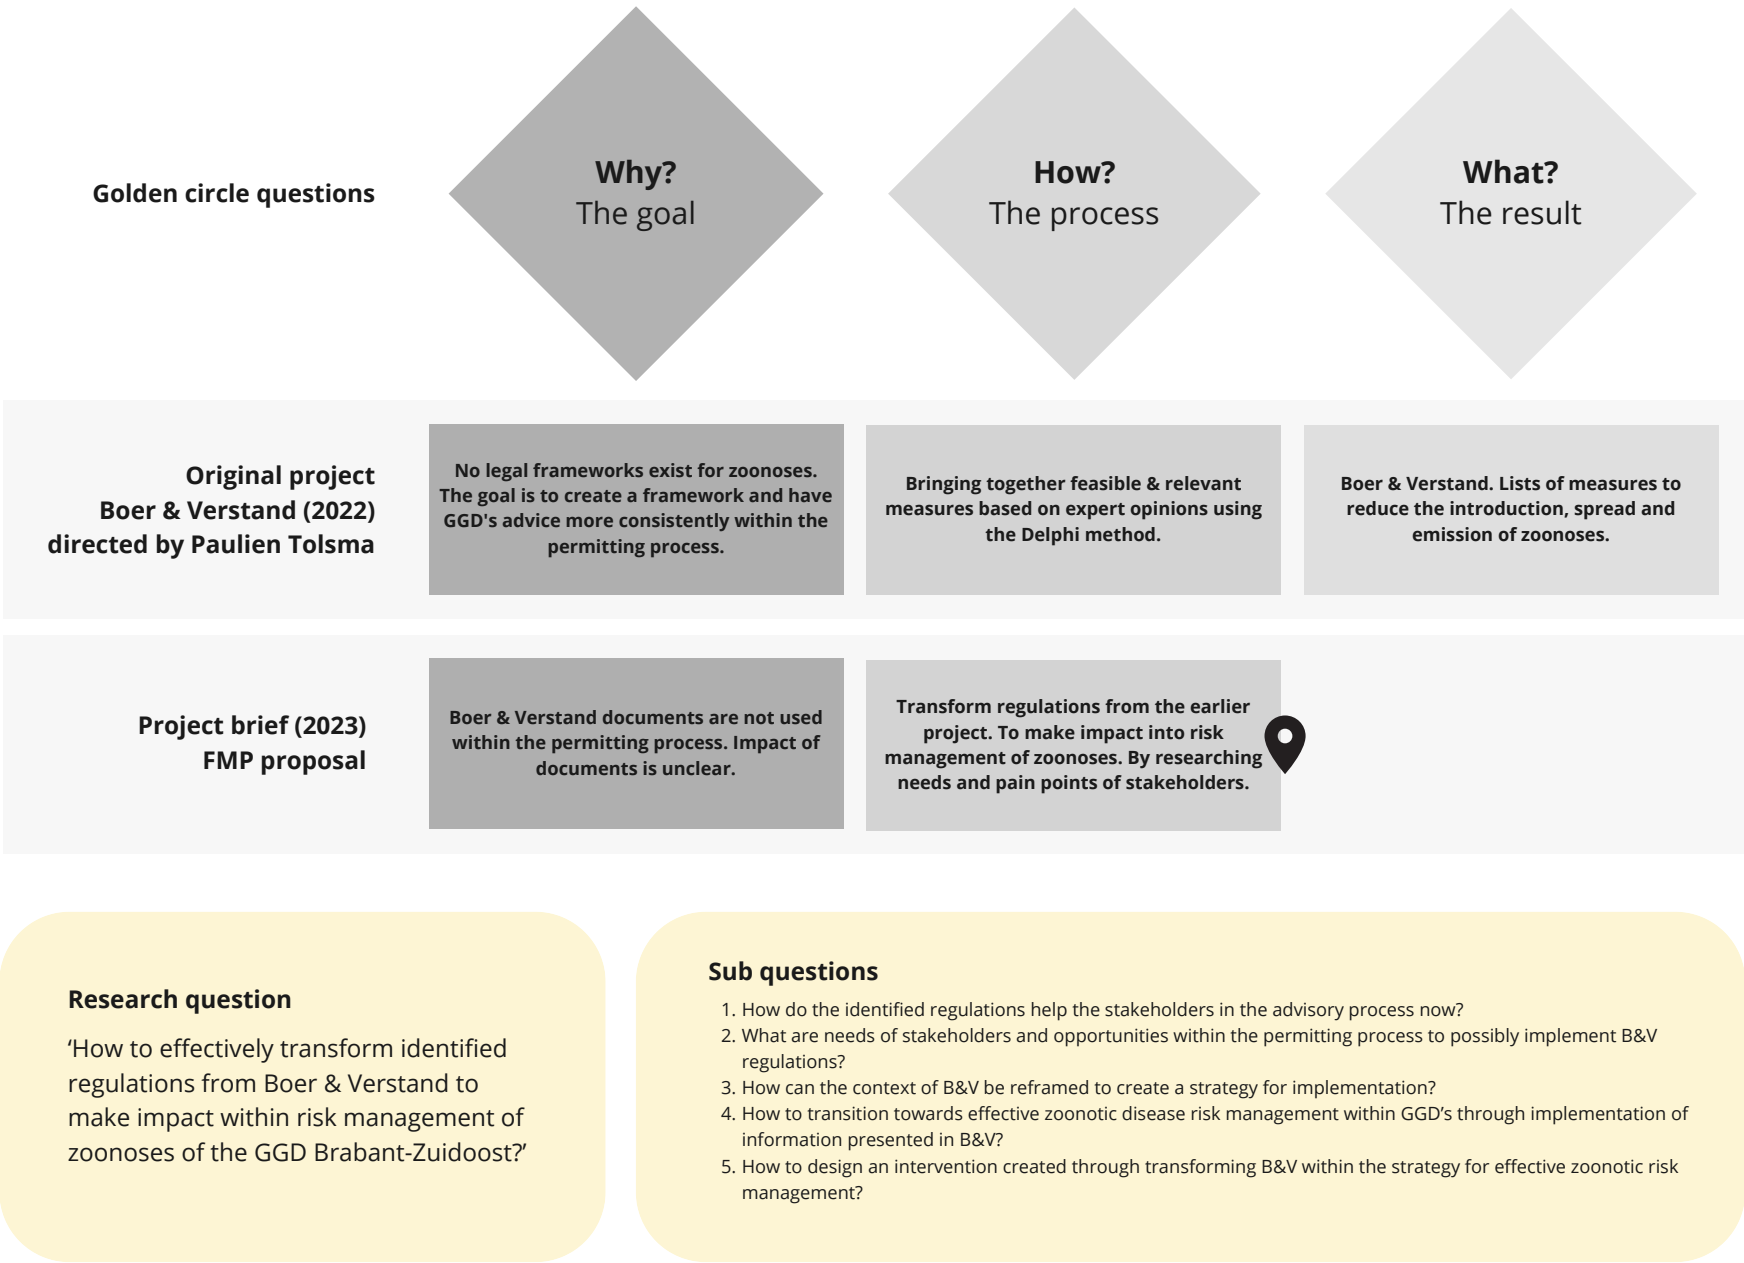 Golden circle questions
Why?
The goal
How?
The process
What?
The result
Original project
Boer & Verstand (2022)
directed by Paulien Tolsma
No legal frameworks exist for zoonoses.
The goal is to create a framework and have
GGD's advice more consistently within the
permitting process.
Bringing together feasible & relevant
measures based on expert opinions using
the Delphi method.
Boer & Verstand. Lists of measures to
reduce the introduction, spread and
emission of zoonoses.
Project brief (2023)
FMP proposal
Boer & Verstand documents are not used
within the permitting process. Impact of
documents is unclear.
Transform regulations from the earlier
project. To make impact into risk
management of zoonoses. By researching
needs and pain points of stakeholders.
Research question
‘How to effectively transform identified
regulations from Boer & Verstand to
make impact within risk management of
zoonoses of the GGD Brabant-Zuidoost?’
Sub questions
1. How do the identified regulations help the stakeholders in the advisory process now?
2. What are needs of stakeholders and opportunities within the permitting process to possibly implement B&V
regulations?
3. How can the context of B&V be reframed to create a strategy for implementation?
4. How to transition towards effective zoonotic disease risk management within GGD’s through implementation of
information presented in B&V?
5. How to design an intervention created through transforming B&V within the strategy for effective zoonotic risk
management?